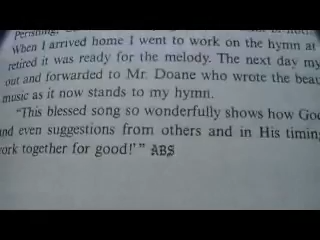 Perishing,
When I arrived home I went to work on the hymn at
retired it was ready for the melody. The next day my
out and forwarded to Mr. Doane who wrote the beau
music as it now stands to my hymn.
"This blessed song so wonderfully shows how God
and even suggestions from others and in His timing
work together for good!'" ABS